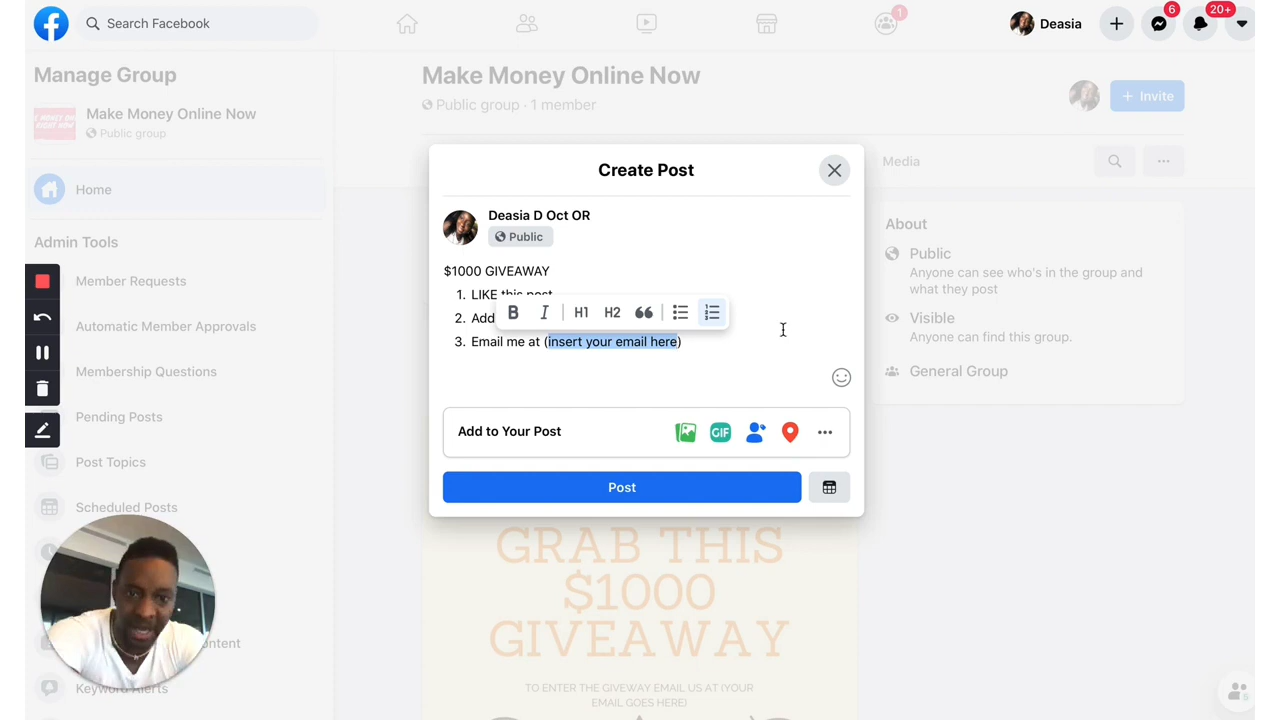 Search Facebook
1
Deasia
6
20+
Manage Group
Make Money Online Now
Public group
Home
Admin Tools
Member Requests
Automatic Member Approvals
Membership Questions
Pending Posts
Post Topics
Scheduled Posts
Keyword Alerts
Make Money Online Now
Public group · 1 member
+ Invite
Media
Create Post
Deasia D Oct OR
Public
$1000 GIVEAWAY
1. LIKE this post
2. Add
B I H1 H2
3. Email me at (insert your email here)
Add to Your Post
GIF
Post
About
Public
Anyone can see who's in the group and
what they post
Visible
Anyone can find this group.
General Group
GRAB THIS
$1000
GIVEAWAY
TO ENTER THE GIVEWAY EMAIL US AT (YOUR
EMAIL GOES HERE)